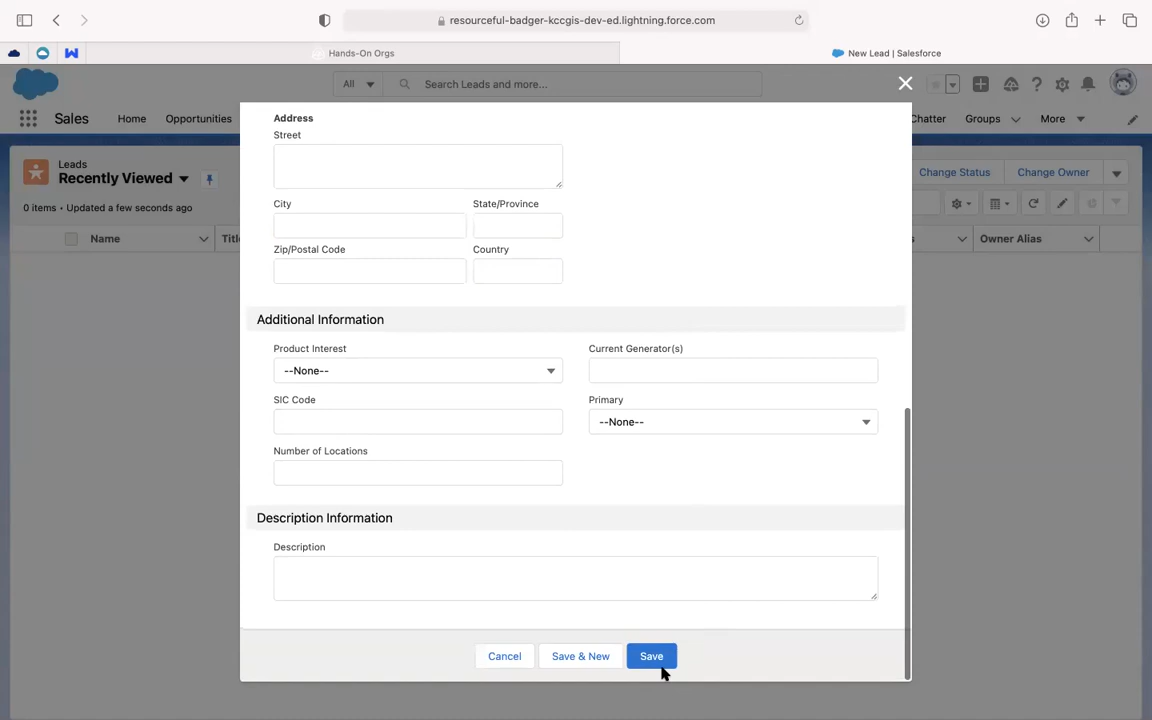 resourceful-badger-kccgis-dev-ed.lightning.force.com
Hands-On Orgs
New Lead | Salesforce
All
Search Leads and more...
Sales
Home
Opportunities
Chatter
Groups
More
Leads
Recently Viewed
Change Status
Change Owner
0 items • Updated a few seconds ago
Name
Owner Alias
Address
Street
City
State/Province
Zip/Postal Code
Country
Additional Information
Product Interest
Current Generator(s)
--None--
SIC Code
Primary
--None--
Number of Locations
Description Information
Description
Cancel
Save & New
Save